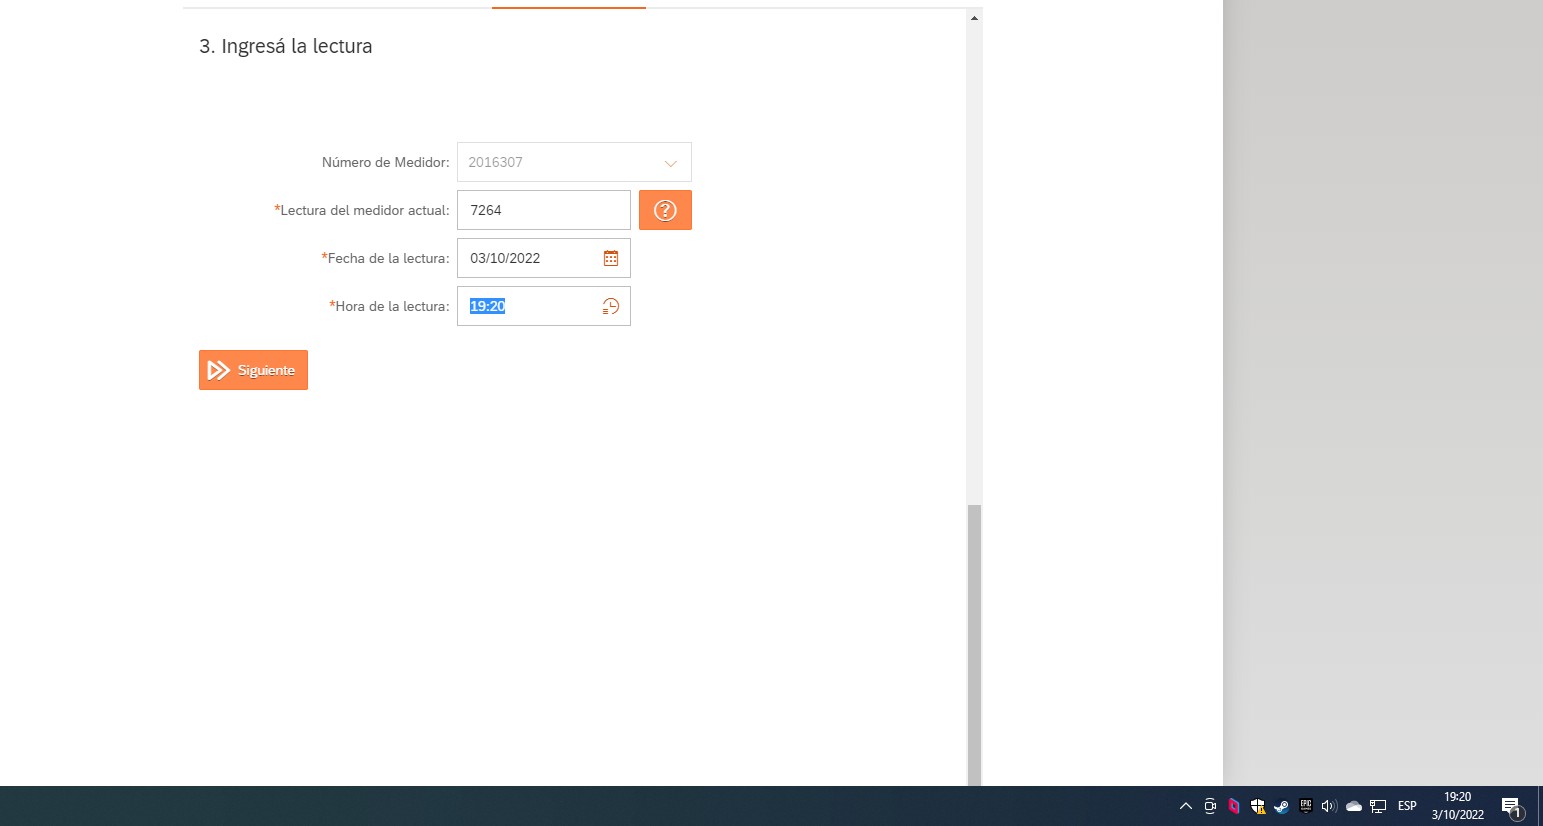 3. Ingresá la lectura
Número de Medidor: 2016307
*Lectura del medidor actual: 7264
*Fecha de la lectura: 03/10/2022
*Hora de la lectura: 19:20
Siguiente
ESP
19:20
3/10/2022
1